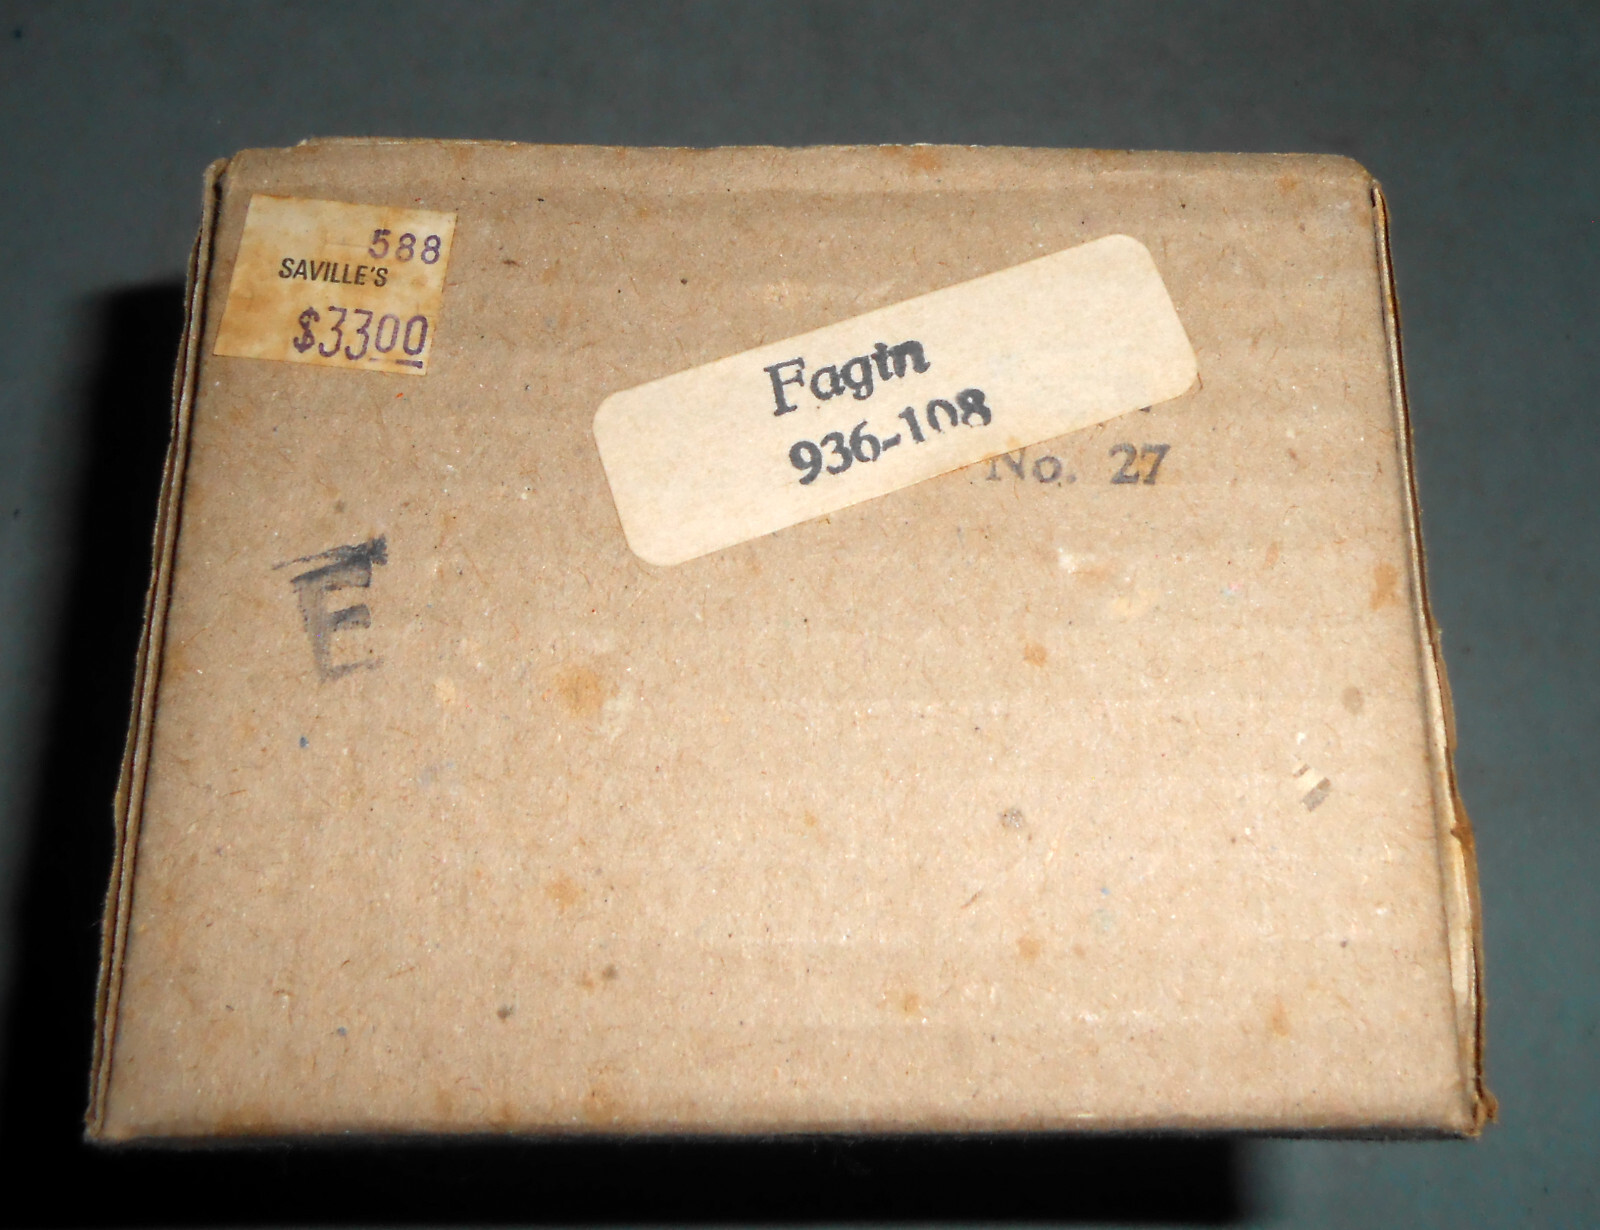 588
SAVILLE'S
$3300
Fagin
936-108
No. 27
E